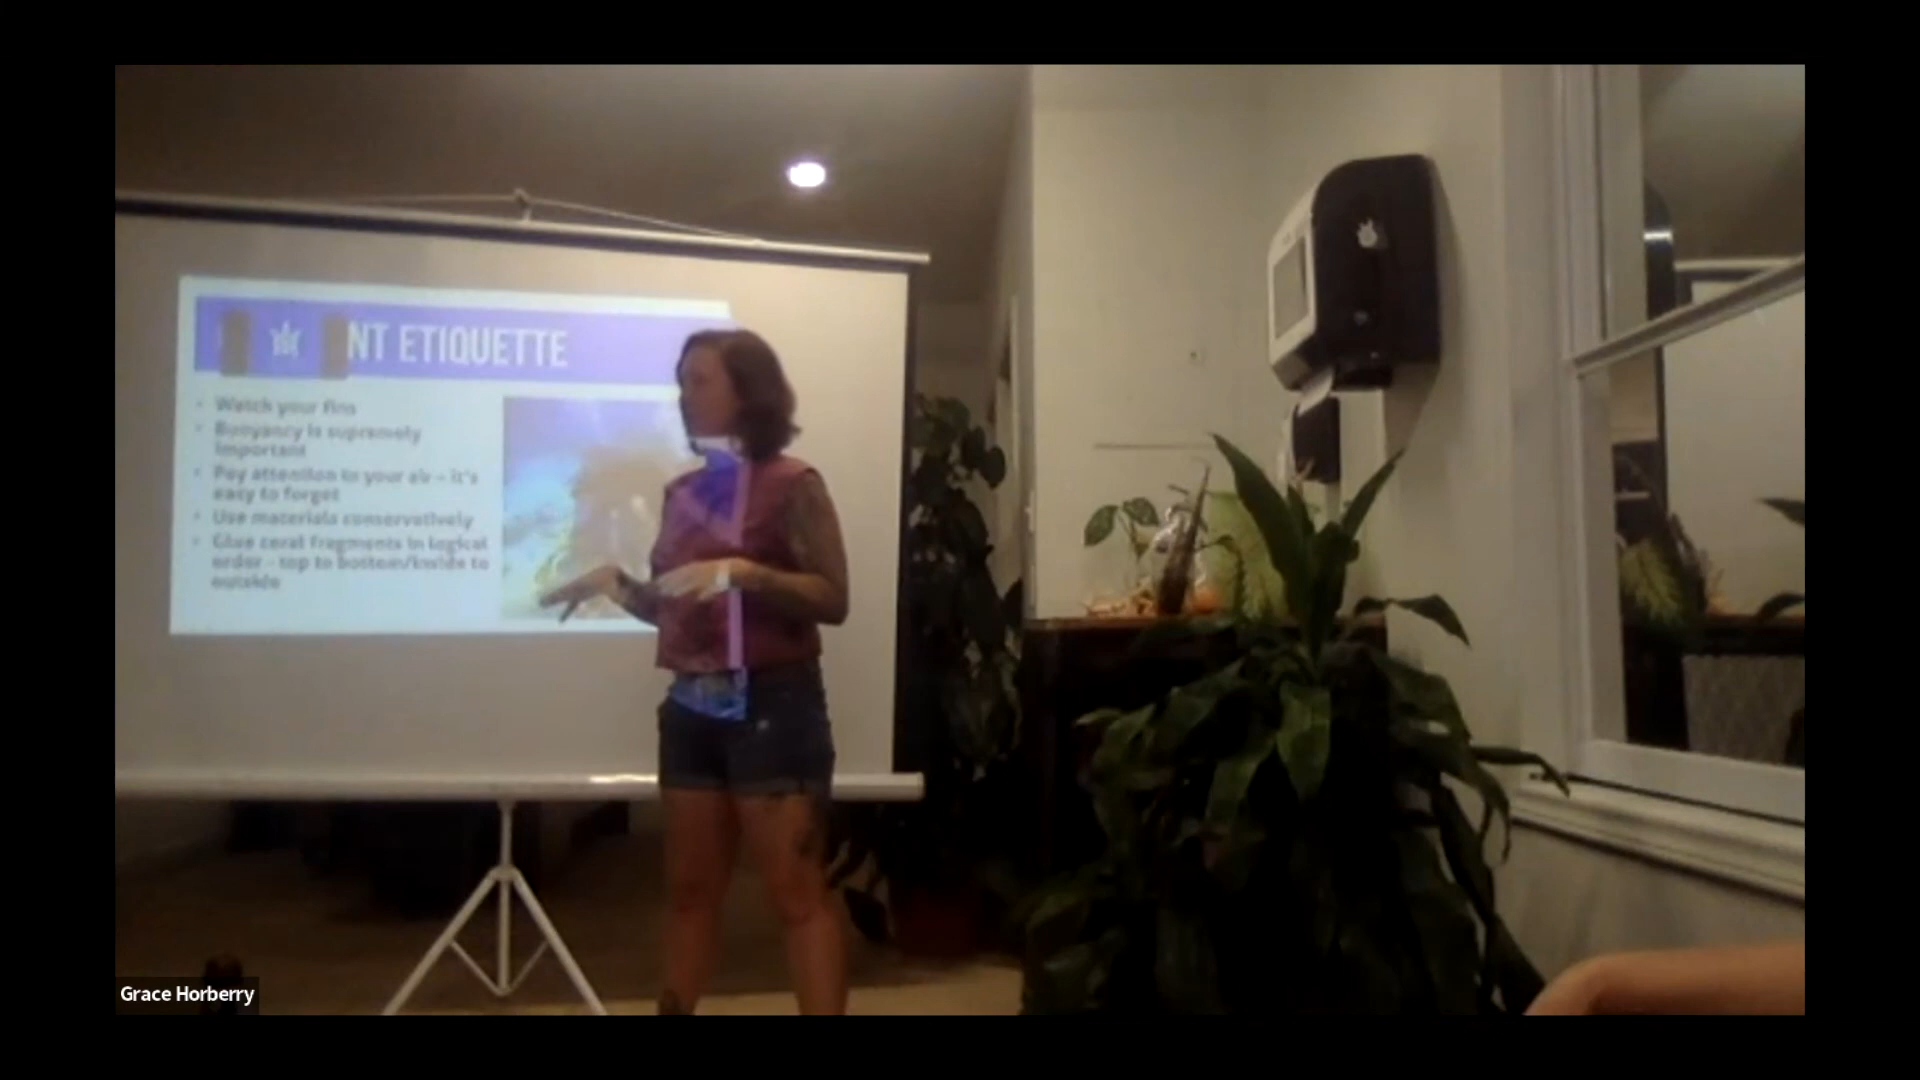 NT ETIQUETTE
• Watch your fins
• Buoyancy is supremely
important
• Pay attention to your air - it's
easy to forget
• Use materials conservatively
• Glue coral fragments in logical
order - top to bottom/inside to
outside
Grace Horberry